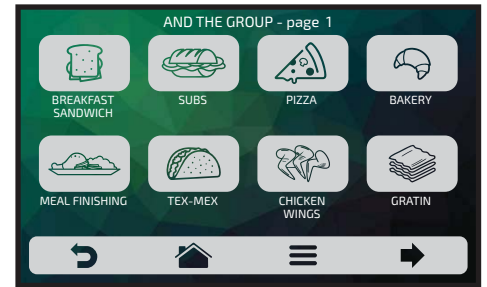 AND THE GROUP - page 1
BREAKFAST
SANDWICH
SUBS
PIZZA
BAKERY
MEAL FINISHING
TEX-MEX
CHICKEN
WINGS
GRATIN